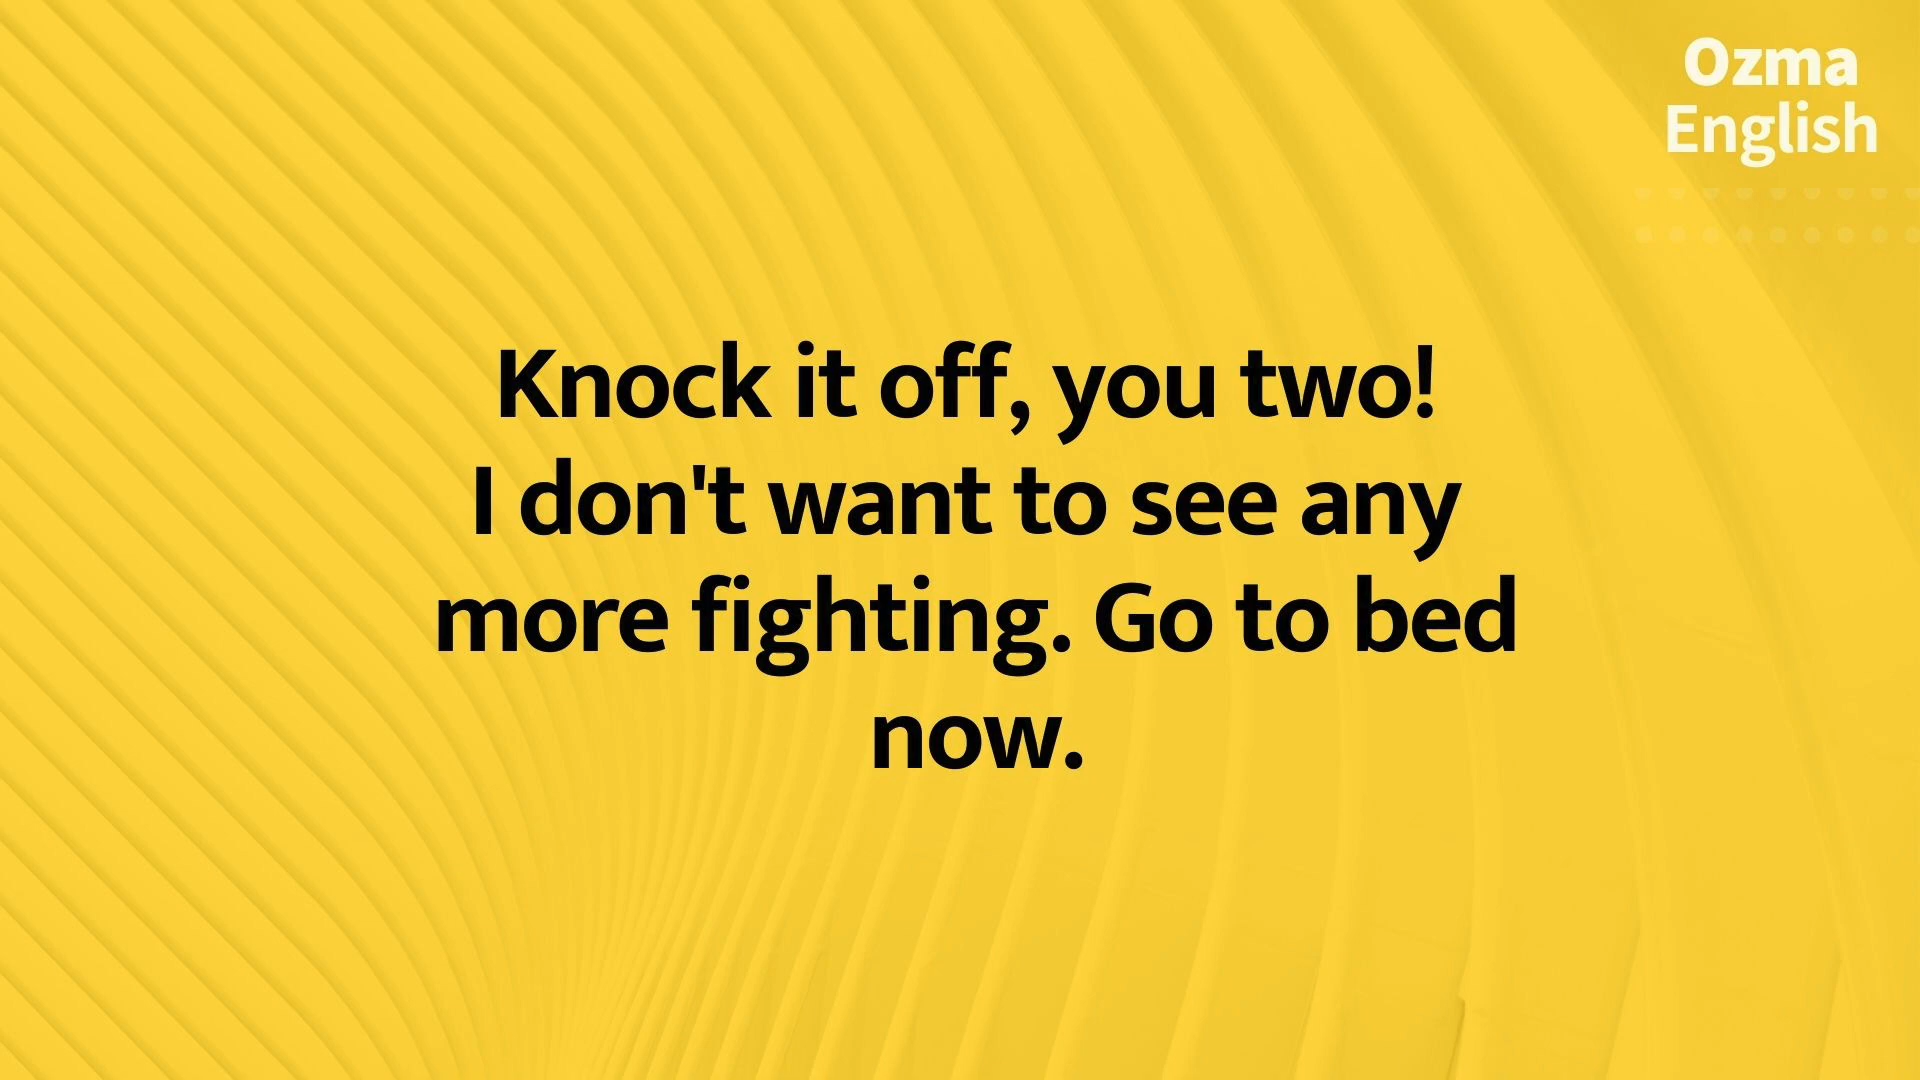 Ozma
English
Knock it off, you two!
I don't want to see any
more fighting. Go to bed
now.